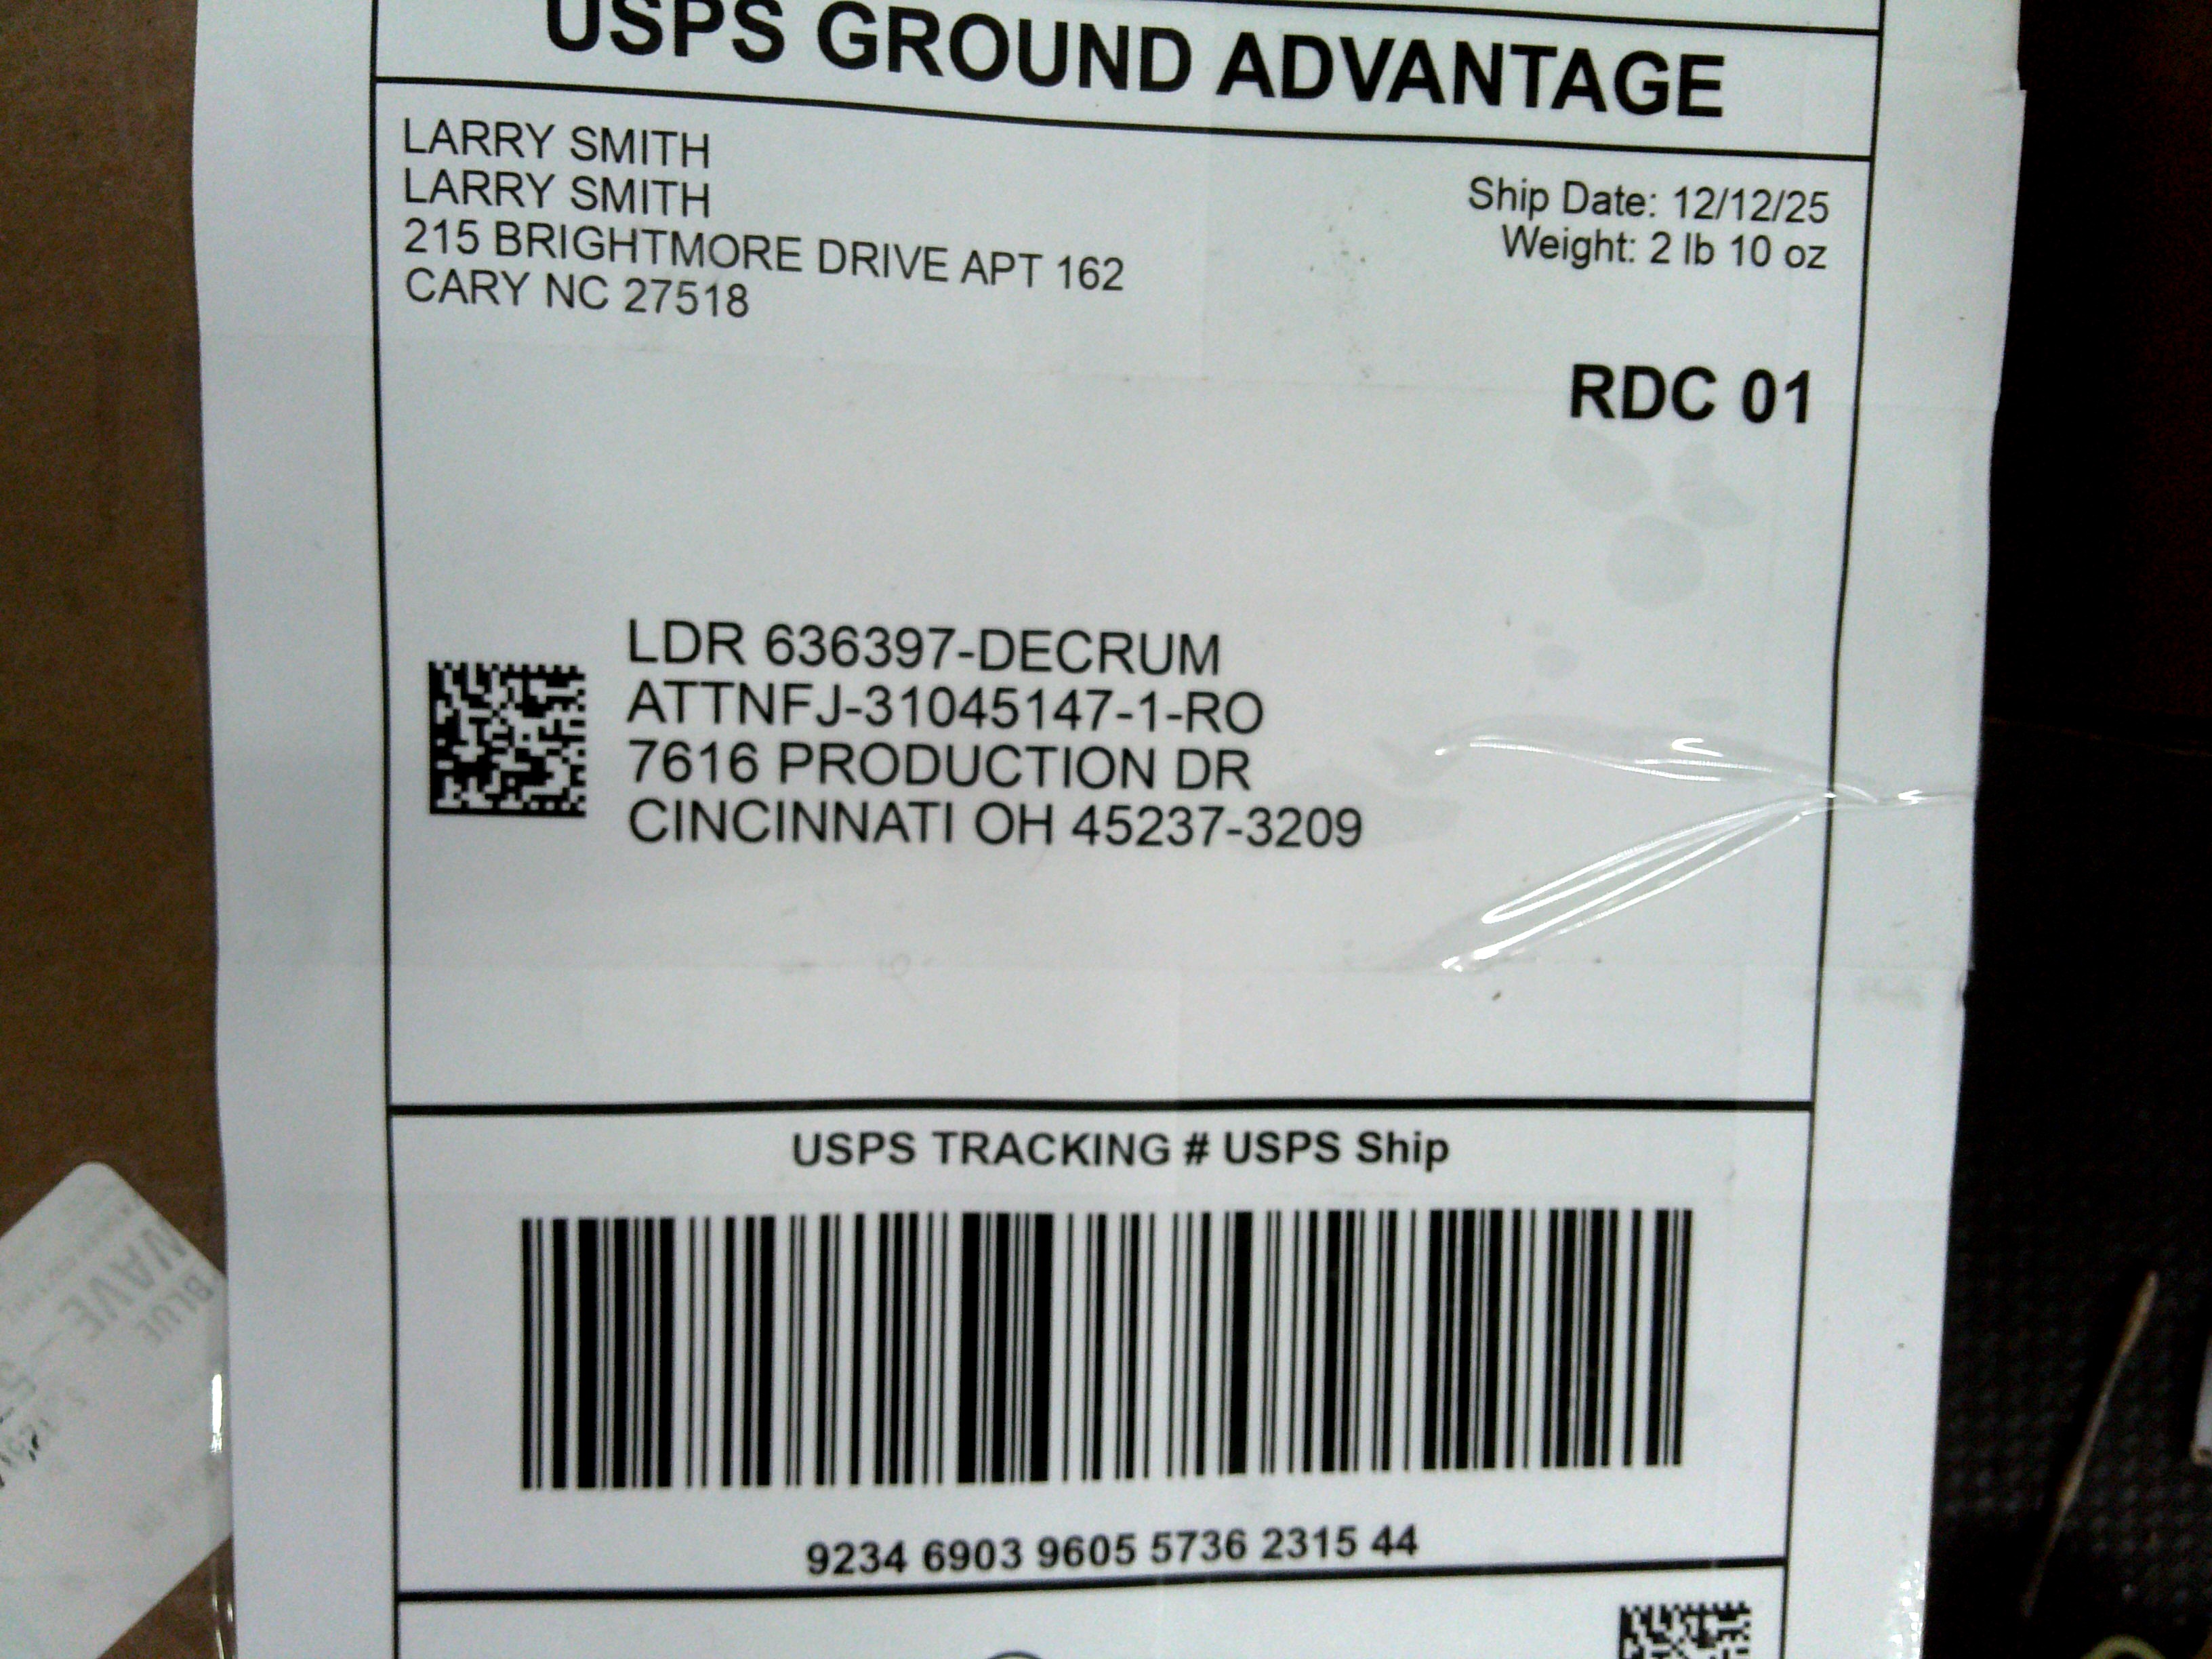 USPS GROUND ADVANTAGE
LARRY SMITH
LARRY SMITH
215 BRIGHTMORE DRIVE APT 162
CARY NC 27518
Ship Date: 12/12/25
Weight: 2 lb 10 oz
RDC 01
LDR 636397-DECRUM
ATTNFJ-31045147-1-RO
7616 PRODUCTION DR
CINCINNATI OH 45237-3209
USPS TRACKING # USPS Ship
9234 6903 9605 5736 2315 44
BLUE
WAVE